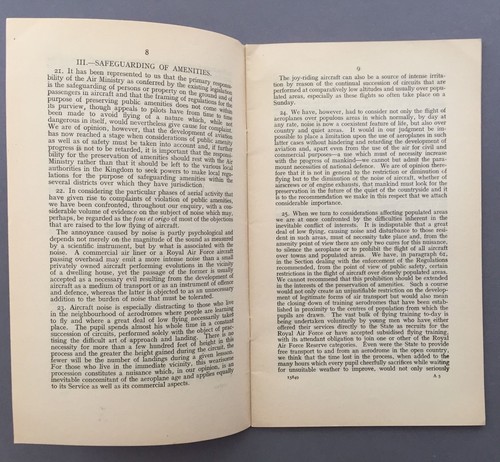 8
III.—SAFEGUARDING OF AMENITIES.
21. It has been represented to us that the primary responsi-
bility of the Air Ministry as conferred by the existing legislation
is the safeguarding of persons or property on the ground and of
passengers in aircraft and that the framing of regulations for the
purpose of preserving public amenities does not come within
its purview, though appeals to pilots have from time to time
been made to avoid flying of a nature which, while not
dangerous in itself, would nevertheless give cause for complaint.
We are of opinion, however, that the development of aviation
has now reached a stage when considerations of public amenity
as well as of safety must be taken into account and, if further
progress is not to be retarded, it is important that the responsi-
bility for the preservation of amenities should rest with the Air
Ministry rather than that it should be left to the various local
authorities in the Kingdom to seek powers to make local regu-
lations for the purpose of safeguarding amenities within the
several districts over which they have jurisdiction.
22. In considering the particular phases of aerial activity that
have given rise to complaints of violation of public amenities,
we have been confronted, throughout our enquiry, with a con-
siderable volume of evidence on the subject of noise which may,
perhaps, be regarded as the fons et origo of most of the objections
that are raised to the low flying of aircraft.
The annoyance caused by noise is partly psychological and
depends not merely on the magnitude of the sound as measured
by a scientific instrument, but by what is associated with the
noise. A commercial air liner or a Royal Air Force machine
passing overhead may emit a more intense noise than a small
privately owned aircraft performing evolutions in the vicinity
of a dwelling house, yet the passage of the former is usually
accepted as a necessary evil resulting from the development of
aircraft as a medium of transport or as an instrument of offence
and defence, whereas the latter is objected to as an unnecessary
addition to the burden of noise that must be tolerated.
23. Aircraft noise is especially distracting to those who live
in the neighbourhood of aerodromes where people are learning
to fly and where a great deal of low flying necessarily takes
place. The pupil spends almost his whole time in a constant
succession of circuits, performed solely with the object of prac-
tising the difficult art of approach and landing. There is no
necessity for more than a few hundred feet of height in this
process and the greater the height gained during the circuit, the
fewer will be the number of landings during a given lesson.
For those who live in the immediate vicinity, this wearisome
procession constitutes a nuisance which, in our opinion, is an
inevitable concomitant of the aeroplane age and applies equally
to its Service as well as its commercial aspects.
9
The joy-riding aircraft can also be a source of intense irrita-
tion by reason of the continual succession of circuits that are
performed at comparatively low altitudes and usually over popu-
lated areas, especially as these flights so often take place on a
Sunday.
24. We have, however, had to consider not only the flight of
aeroplanes over populous areas in which normally, by day at
any rate, noise is now a coexistent feature of life, but also over
country and quiet areas. It would in our judgment be im-
possible to place a limitation upon the use of aeroplanes in such
latter cases without hindering and retarding the development of
aviation and, apart even from the use of the air for civil and
commercial purposes—a use which must of necessity increase
with the progress of mankind—we cannot but admit the para-
mount necessities of national defence. We are of opinion there-
fore that it is not in general to the restriction or diminution of
flying but to the diminution of the noise of aircraft, whether of
airscrews or of engine exhausts, that mankind must look for the
preservation in the future of the quiet of the countryside and it
is to the recommendation we make in this respect that we attach
considerable importance.
25. When we turn to considerations affecting populated areas
we are at once confronted by the difficulties inherent in the
inevitable conflict of interests. It is indisputable that a great
deal of low flying, causing noise and disturbance to those resi-
dent in such areas, must of necessity take place and from the
amenity point of view there are only two cures for this nuisance,
to silence the aeroplane or to prohibit the flight of all aircraft
over towns and populated areas. We have, in paragraph 62,
in the Section dealing with the enforcement of the Regulations
recommended, from the point of view of public safety, certain
restrictions in the flight of aircraft over densely populated areas.
We cannot recommend that this prohibition should be extended
in the interests of the preservation of amenities. Such a course
would not only create an unjustifiable restriction on the develop-
ment of legitimate forms of air transport but would also mean
the closing down of training aerodromes that have been estab-
lished in proximity to the centres of population from which the
pupils are drawn. The vast bulk of flying training to-day is
being undertaken voluntarily by young men who have either
offered their services directly to the State as recruits for the
Royal Air Force or have accepted subsidised flying training,
with its attendant obligation to join one or other of the Royal
Air Force Reserve categories. Even were the State to provide
free transport to and from an aerodrome in the open country,
we think that the time lost in the process, when added to the
many hours which every pupil cheerfully sacrifices while waiting
for unsuitable weather to improve, would not only seriously
A 5